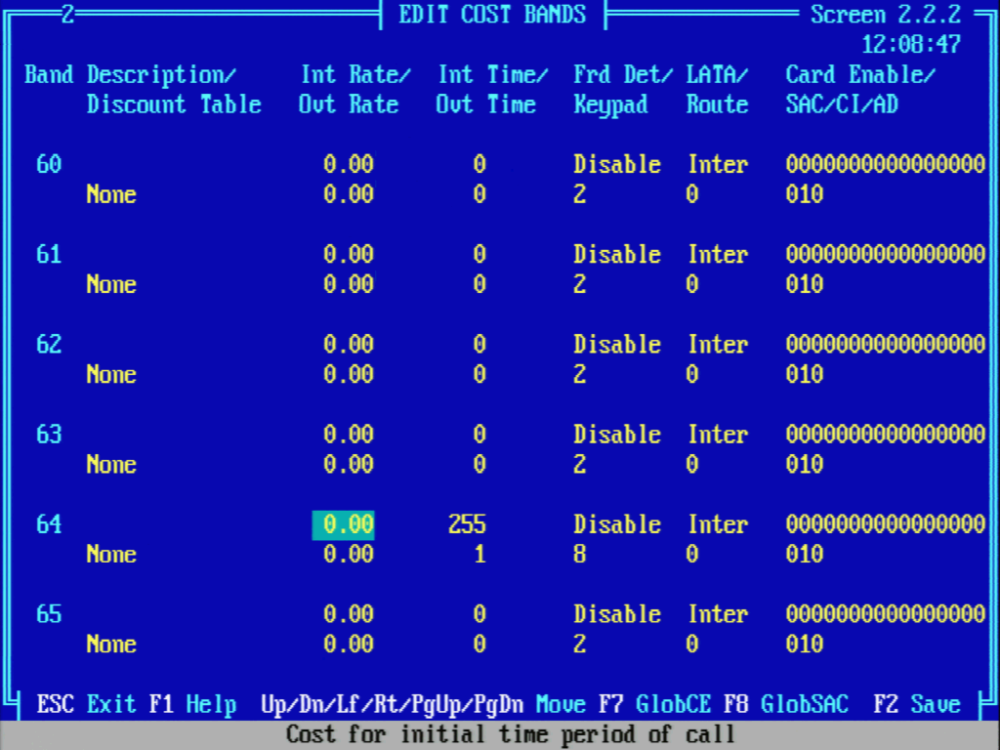 2 EDIT COST BANDS Screen 2.2.2
12:08:47
Band Description/ Int Rate/ Int Time/ Frd Det/ LATA/ Card Enable/
Discount Table Ovt Rate Ovt Time Keypad Route SAC/CI/AD
60 0.00 0 Disable Inter 0000000000000000
None 0.00 0 2 0 010
61 0.00 0 Disable Inter 0000000000000000
None 0.00 0 2 0 010
62 0.00 0 Disable Inter 0000000000000000
None 0.00 0 2 0 010
63 0.00 0 Disable Inter 0000000000000000
None 0.00 0 2 0 010
64 0.00 255 Disable Inter 0000000000000000
None 0.00 1 8 0 010
65 0.00 0 Disable Inter 0000000000000000
None 0.00 0 2 0 010
ESC Exit F1 Help Up/Dn/Lf/Rt/PgUp/PgDn Move F7 GlobCE F8 GlobSAC F2 Save
Cost for initial time period of call